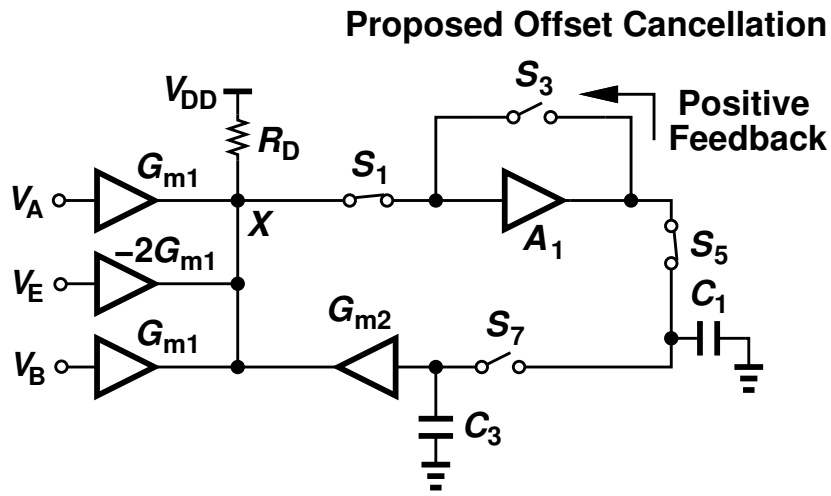 Proposed Offset Cancellation
S3
VDD
Positive
Feedback
RD
Gm1
S1
VA
X
A1
−2Gm1
S5
VE
C1
Gm1
Gm2
S7
VB
C3